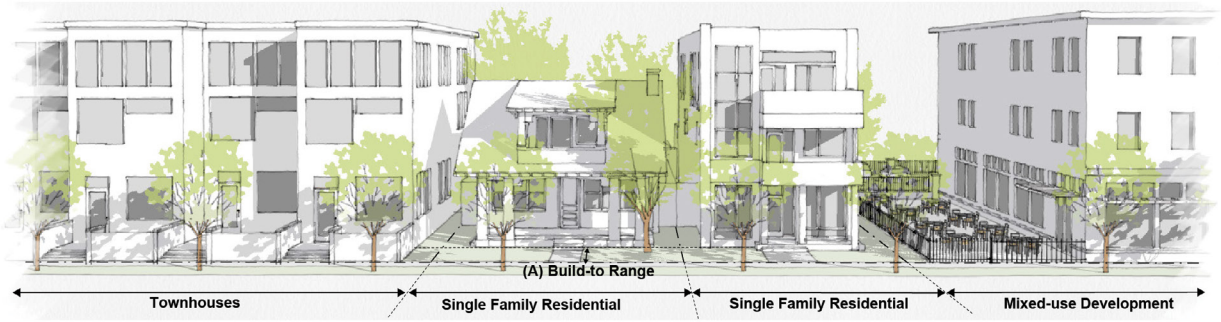 (A) Build-to Range
Townhouses
Single Family Residential
Single Family Residential
Mixed-use Development